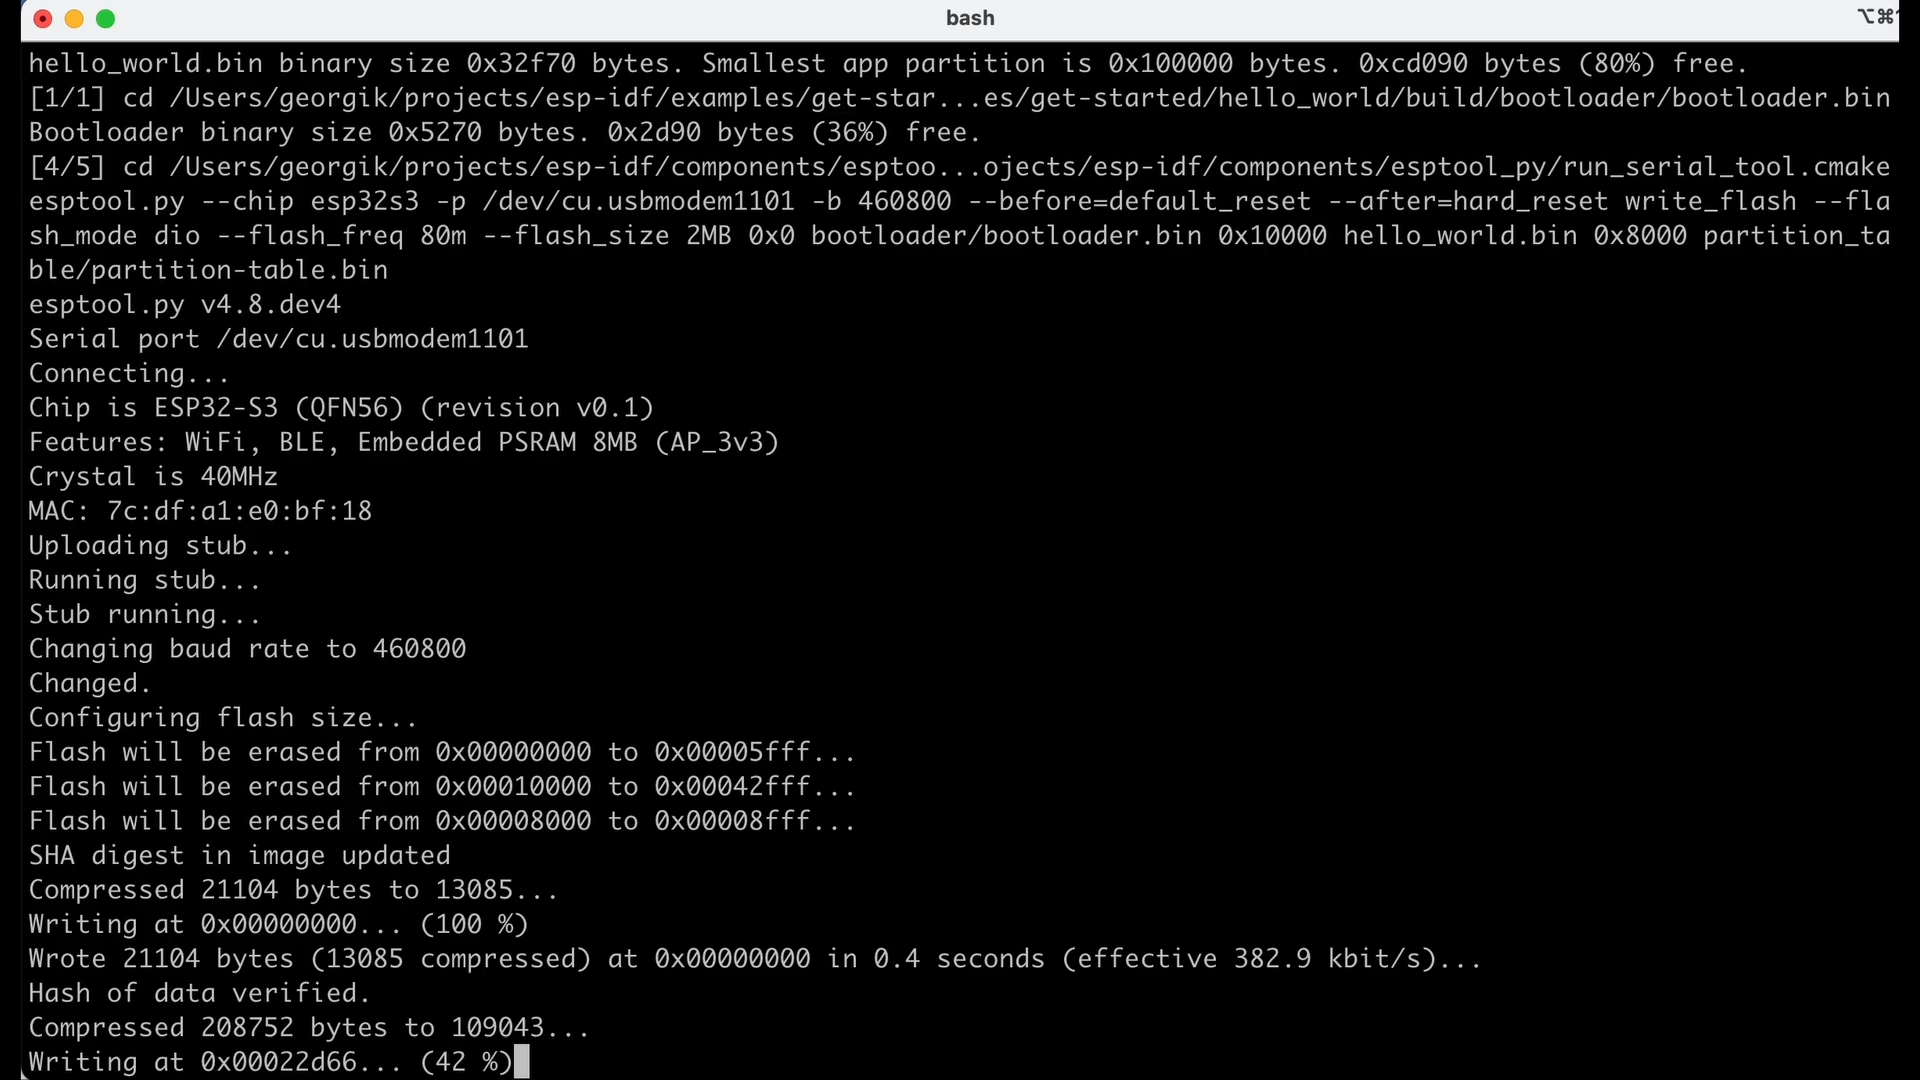 bash
⌥⌘
hello_world.bin binary size 0x32f70 bytes. Smallest app partition is 0x100000 bytes. 0xcd090 bytes (80%) free.
[1/1] cd /Users/georgik/projects/esp-idf/examples/get-star...es/get-started/hello_world/build/bootloader/bootloader.bin
Bootloader binary size 0x5270 bytes. 0x2d90 bytes (36%) free.
[4/5] cd /Users/georgik/projects/esp-idf/components/esptoo...ojects/esp-idf/components/esptool_py/run_serial_tool.cmake
esptool.py --chip esp32s3 -p /dev/cu.usbmodem1101 -b 460800 --before=default_reset --after=hard_reset write_flash --fla
sh_mode dio --flash_freq 80m --flash_size 2MB 0x0 bootloader/bootloader.bin 0x10000 hello_world.bin 0x8000 partition_ta
ble/partition-table.bin
esptool.py v4.8.dev4
Serial port /dev/cu.usbmodem1101
Connecting...
Chip is ESP32-S3 (QFN56) (revision v0.1)
Features: WiFi, BLE, Embedded PSRAM 8MB (AP_3v3)
Crystal is 40MHz
MAC: 7c:df:a1:e0:bf:18
Uploading stub...
Running stub...
Stub running...
Changing baud rate to 460800
Changed.
Configuring flash size...
Flash will be erased from 0x00000000 to 0x00005fff...
Flash will be erased from 0x00010000 to 0x00042fff...
Flash will be erased from 0x00008000 to 0x00008fff...
SHA digest in image updated
Compressed 21104 bytes to 13085...
Writing at 0x00000000... (100 %)
Wrote 21104 bytes (13085 compressed) at 0x00000000 in 0.4 seconds (effective 382.9 kbit/s)...
Hash of data verified.
Compressed 208752 bytes to 109043...
Writing at 0x00022d66... (42 %)